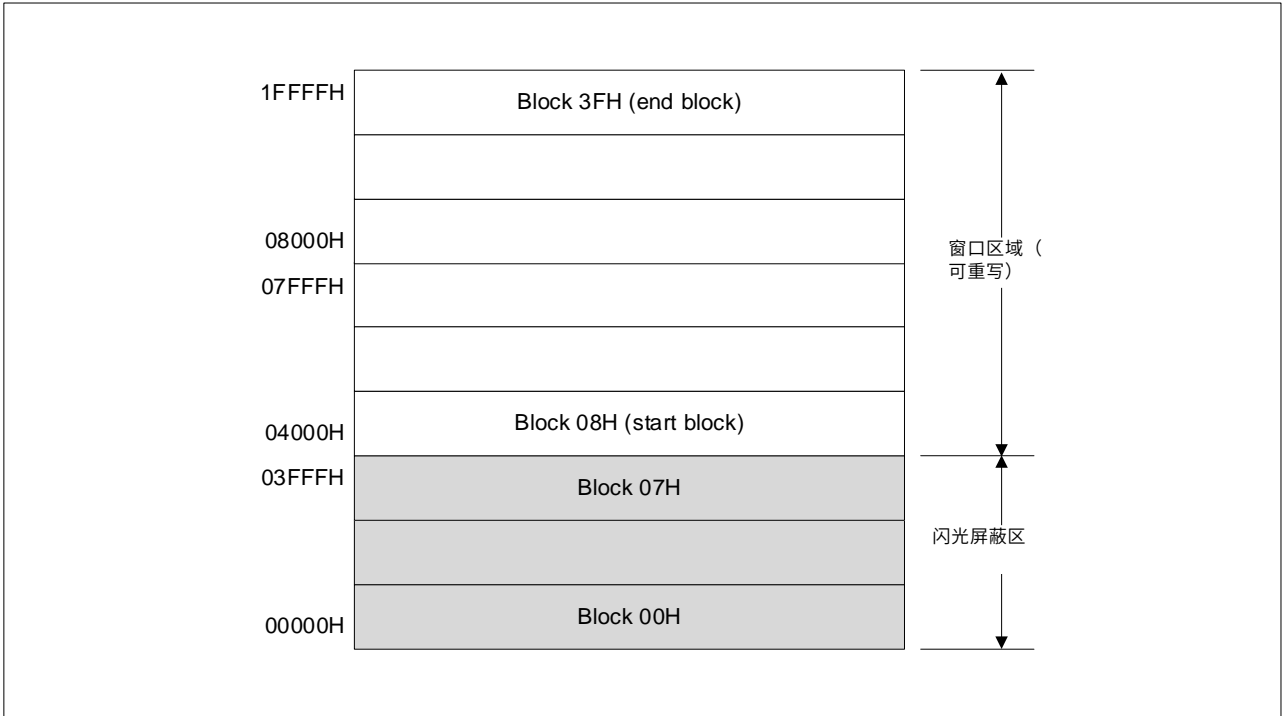 1FFFFH
Block 3FH (end block)
08000H
07FFFH
窗口区域（
可重写）
04000H
Block 08H (start block)
03FFFH
Block 07H
闪光屏蔽区
00000H
Block 00H